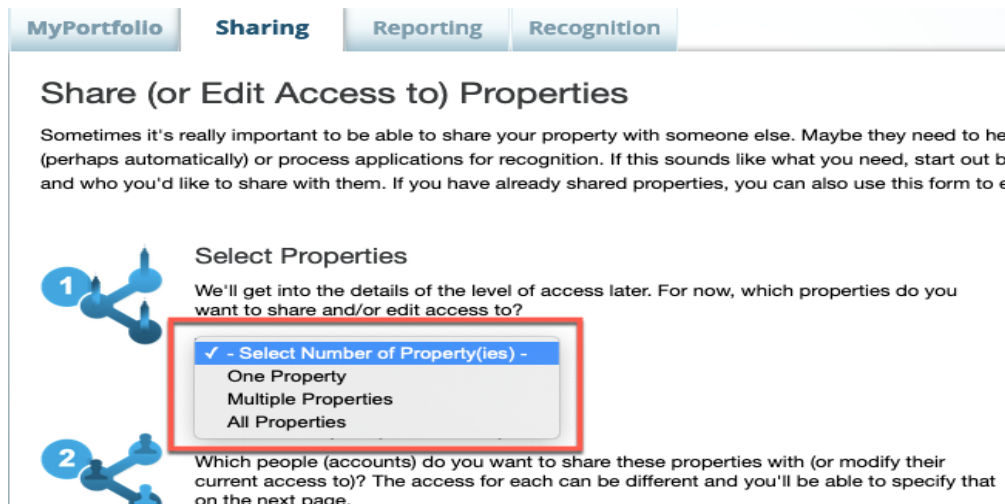 MyPortfolio Sharing Reporting Recognition
Share (or Edit Access to) Properties
Sometimes it's really important to be able to share your property with someone else. Maybe they need to he
(perhaps automatically) or process applications for recognition. If this sounds like what you need, start out b
and who you'd like to share with them. If you have already shared properties, you can also use this form to e
1
Select Properties
We'll get into the details of the level of access later. For now, which properties do you
want to share and/or edit access to?
✓ - Select Number of Property(ies) -
One Property
Multiple Properties
All Properties
2
Which people (accounts) do you want to share these properties with (or modify their
current access to)? The access for each can be different and you'll be able to specify that
on the next page.